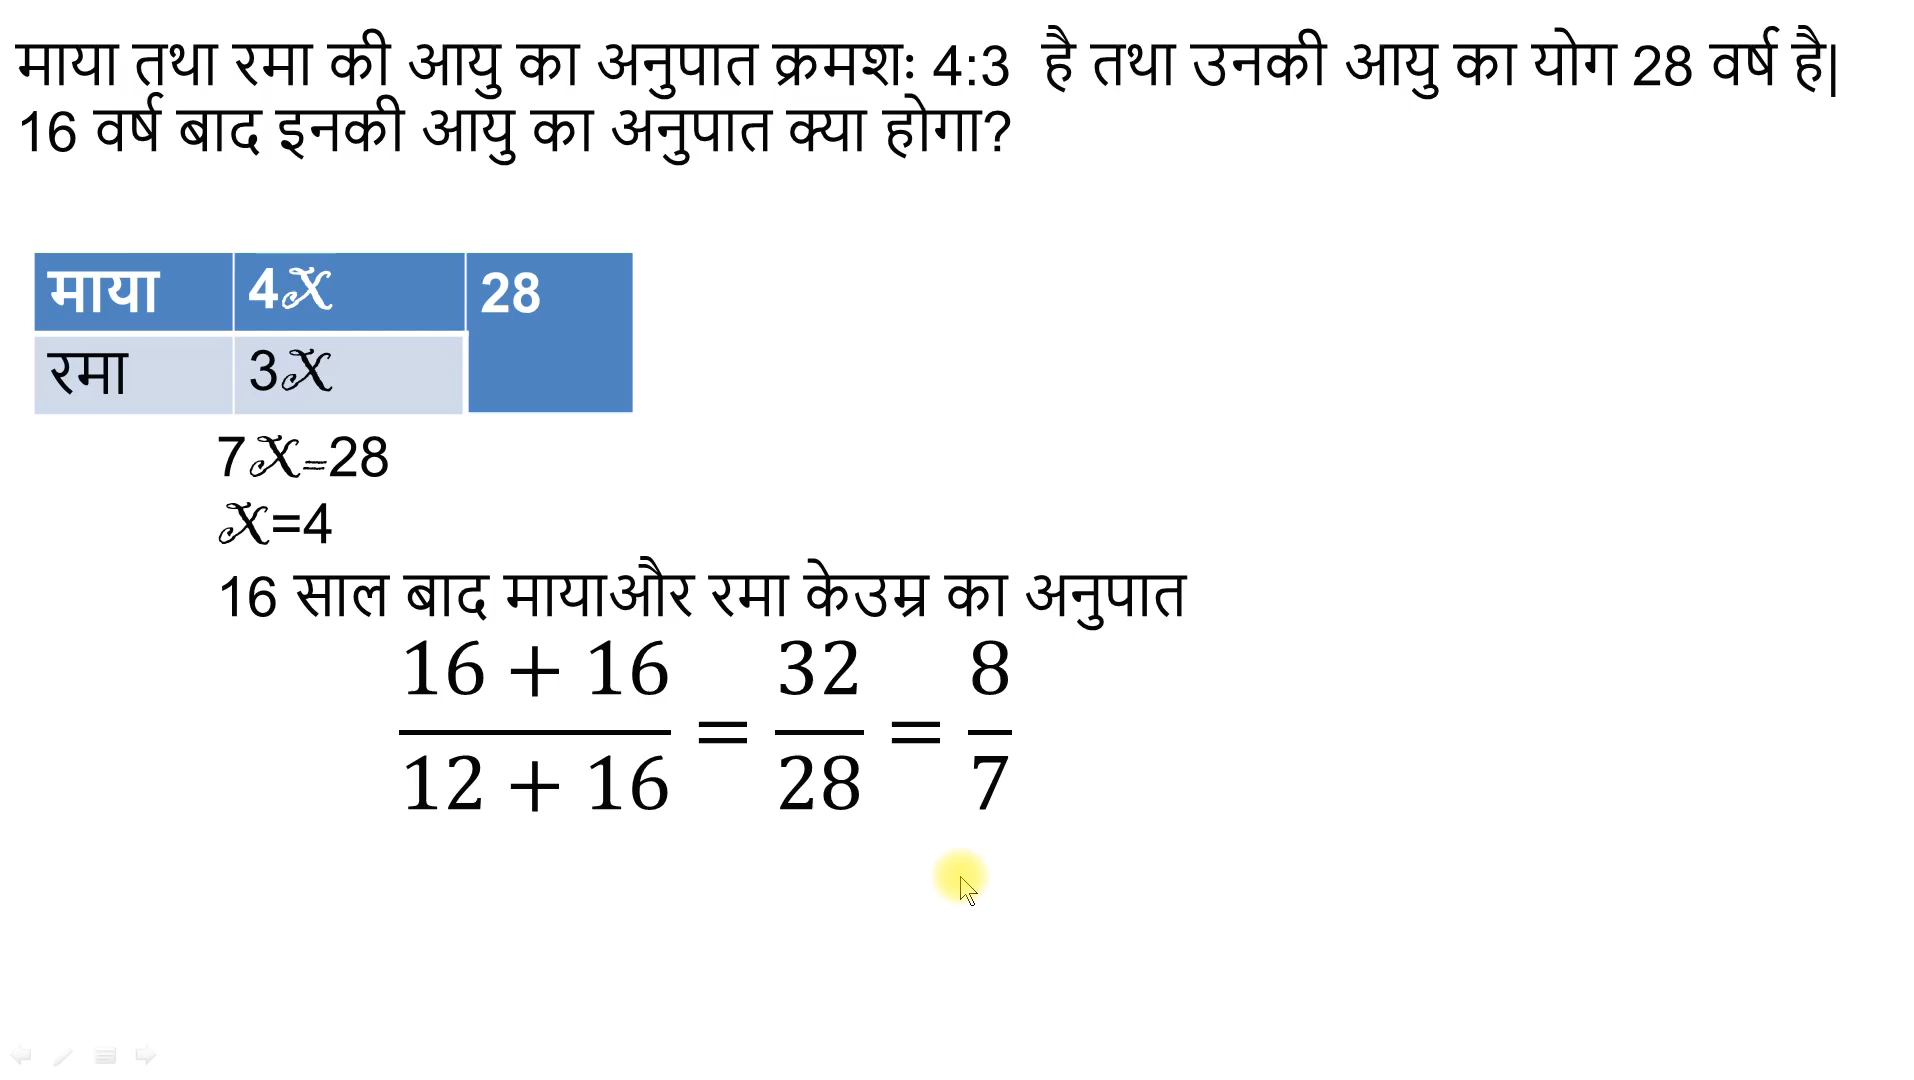 माया तथा रमा की आयु का अनुपात क्रमशः 4:3 है तथा उनकी आयु का योग 28 वर्ष है|
16 वर्ष बाद इनकी आयु का अनुपात क्या होगा?
माया 4𝒳 28
रमा 3𝒳
7𝒳=28
𝒳=4
16 साल बाद मायाऔर रमा केउम्र का अनुपात
(16 + 16)/(12 + 16) = 32/28 = 8/7